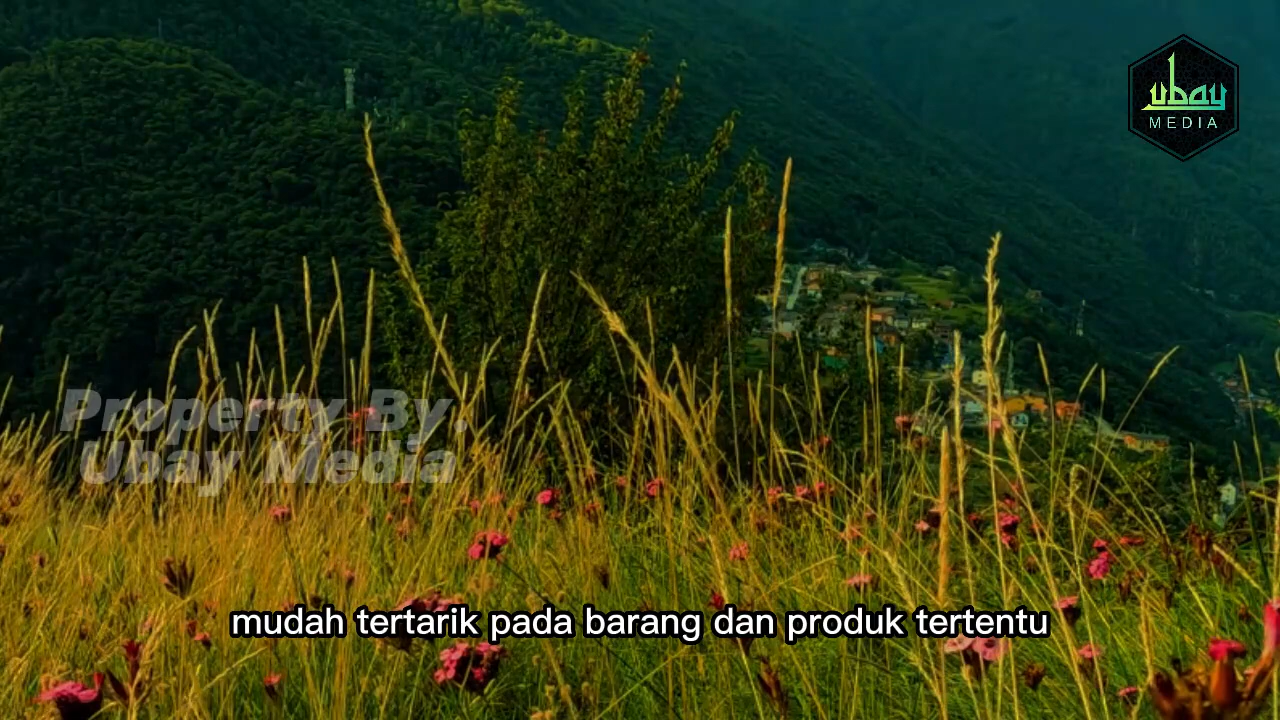 ubay
MEDIA
Property By.
Ubay Media
mudah tertarik pada barang dan produk tertentu